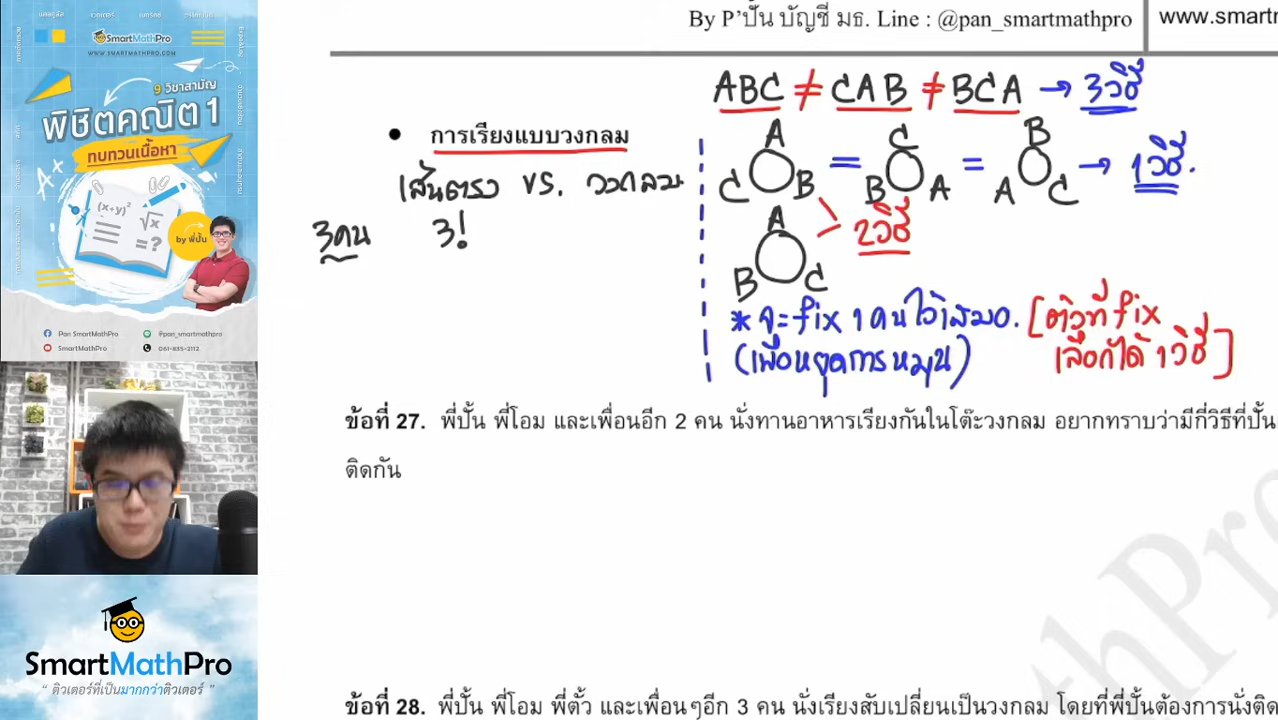 By P'ปั้น บัญชี มธ. Line : @pan_smartmathpro
www.smartr
SmartMathPro
WWW.SMARTMATHPRO.COM
9 วิชาสามัญ
พิชิตคณิต 1
ทบทวนเนื้อหา
A+
(x+y)²
√x
=?
by พี่ปั้น
Pan SmartMathPro
@pan_smartmathpro
SmartMathPro
061-835-2112
SmartMathPro
“ ติวเตอร์ที่เป็นมากกว่าติวเตอร์ ”
ABC ≠ CAB ≠ BCA → 3วิธี
• การเรียงแบบวงกลม
เส้นตรง vs. วงกลม
3คน 3!
A C B = C B A = B A C → 1วิธี.
A B C
2วิธี
* จะ fix 1 คนไว้เสมอ. [ตัวที่ fix
(เพื่อหยุดการหมุน) เลือกได้ 1วิธี]
ข้อที่ 27. พี่ปั้น พี่โอม และเพื่อนอีก 2 คน นั่งทานอาหารเรียงกันในโต๊ะวงกลม อยากทราบว่ามีกี่วิธีที่ปั้น
ติดกัน
ข้อที่ 28. พี่ปั้น พี่โอม พี่ตั้ว และเพื่อนๆอีก 3 คน นั่งเรียงสับเปลี่ยนเป็นวงกลม โดยที่พี่ปั้นต้องการนั่งติด